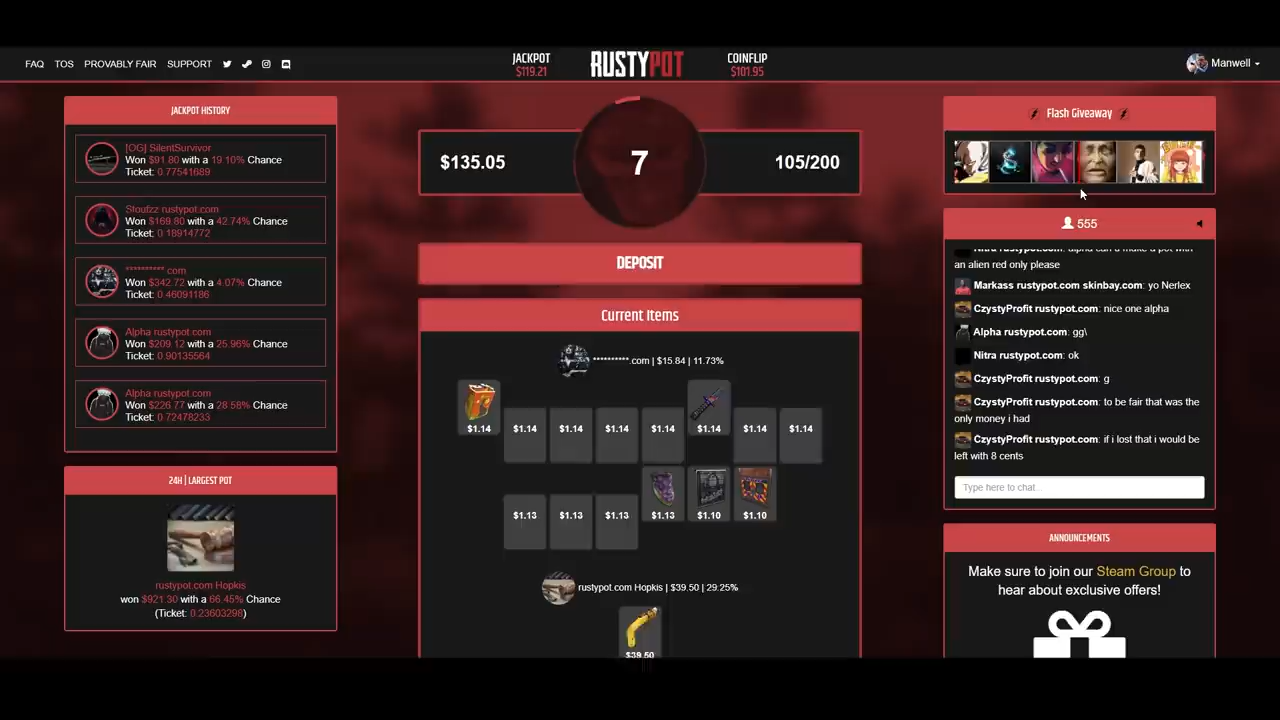 FAQ TOS PROVABLY FAIR SUPPORT
JACKPOT
$119.21
RUSTYPOT
COINFLIP
$101.95
Manwell
JACKPOT HISTORY
[OG] SilentSurvivor
Won $91.80 with a 19.10% Chance
Ticket: 0.77541689
Stoufzz rustypot.com
Won $169.80 with a 42.74% Chance
Ticket: 0.18914772
********** com
Won $342.72 with a 4.07% Chance
Ticket: 0.46091186
Alpha rustypot.com
Won $209.12 with a 25.96% Chance
Ticket: 0.90135564
Alpha rustypot.com
Won $226.77 with a 28.58% Chance
Ticket: 0.72478233
24H | LARGEST POT
rustypot.com Hopkis
won $921.30 with a 66.45% Chance
(Ticket: 0.23603298)
$135.05
7
105/200
DEPOSIT
Current Items
**********.com | $15.84 | 11.73%
$1.14 $1.14 $1.14 $1.14 $1.14 $1.14 $1.14 $1.14
$1.13 $1.13 $1.13 $1.13 $1.10 $1.10
rustypot.com Hopkis | $39.50 | 29.25%
$39.50
Flash Giveaway
555
Nitra rustypot.com: alpha can u make a pot with
an alien red only please
Markass rustypot.com skinbay.com: yo Nerlex
CzystyProfit rustypot.com: nice one alpha
Alpha rustypot.com: gg\
Nitra rustypot.com: ok
CzystyProfit rustypot.com: g
CzystyProfit rustypot.com: to be fair that was the
only money i had
CzystyProfit rustypot.com: if i lost that i would be
left with 8 cents
Type here to chat...
ANNOUNCEMENTS
Make sure to join our Steam Group to
hear about exclusive offers!